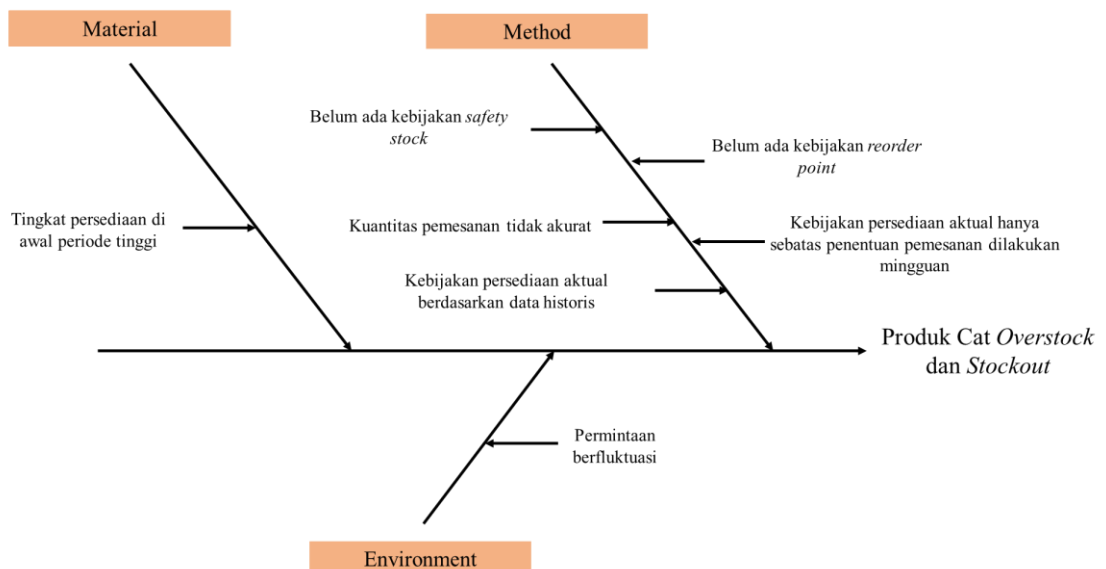 Material
Method
Belum ada kebijakan safety
stock
Belum ada kebijakan reorder
point
Tingkat persediaan di
awal periode tinggi
Kuantitas pemesanan tidak akurat
Kebijakan persediaan aktual hanya
sebatas penentuan pemesanan dilakukan
mingguan
Kebijakan persediaan aktual
berdasarkan data historis
Produk Cat Overstock
dan Stockout
Permintaan
berfluktuasi
Environment